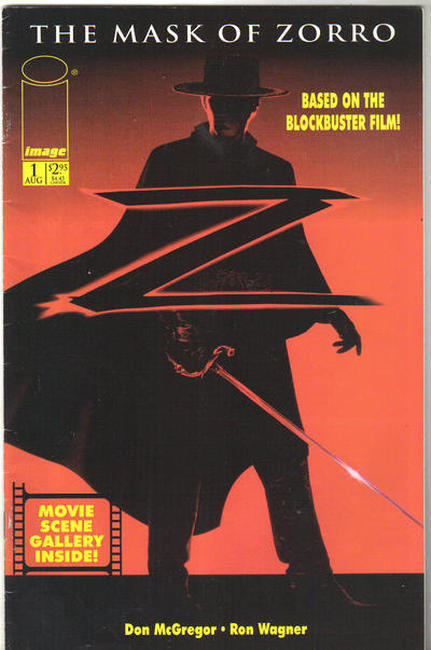 THE MASK OF ZORRO
BASED ON THE
BLOCKBUSTER FILM!
®
image
1
AUG
$2.95
Z
MOVIE
SCENE
GALLERY
INSIDE!
Don McGregor • Ron Wagner